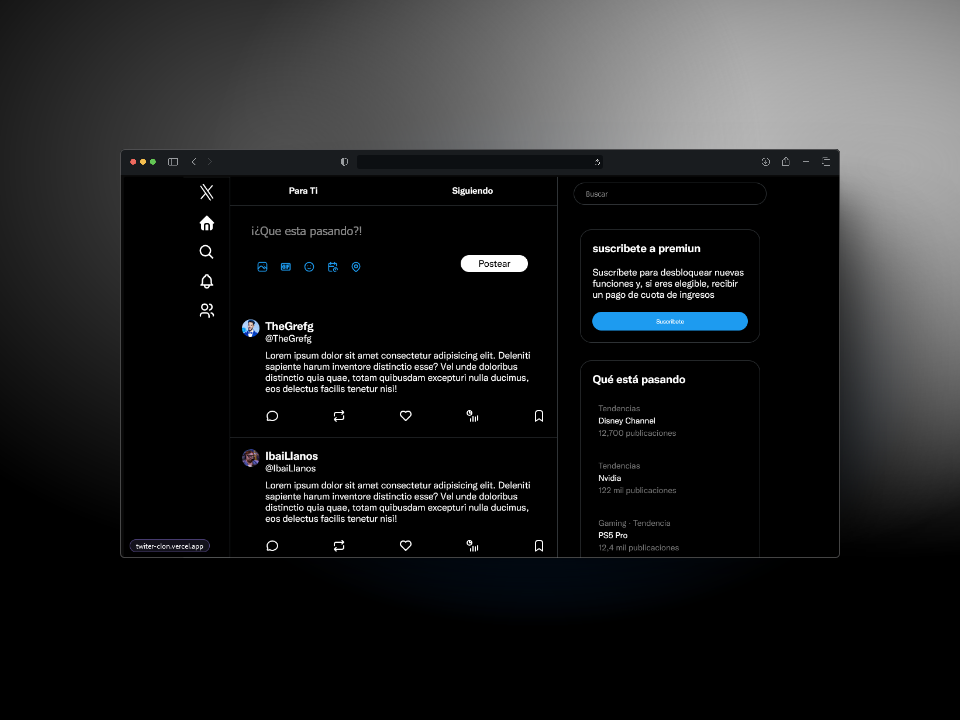 Para Ti
Siguiendo
Buscar
¡¿Que esta pasando?!
GIF
Postear
suscribete a premiun
Suscríbete para desbloquear nuevas
funciones y, si eres elegible, recibir
un pago de cuota de ingresos
Suscribete
TheGrefg
@TheGrefg
Lorem ipsum dolor sit amet consectetur adipisicing elit. Deleniti
sapiente harum inventore distinctio esse? Vel unde doloribus
distinctio quia quae, totam quibusdam excepturi nulla ducimus,
eos delectus facilis tenetur nisi!
IbaiLlanos
@IbaiLlanos
Lorem ipsum dolor sit amet consectetur adipisicing elit. Deleniti
sapiente harum inventore distinctio esse? Vel unde doloribus
distinctio quia quae, totam quibusdam excepturi nulla ducimus,
eos delectus facilis tenetur nisi!
Qué está pasando
Tendencias
Disney Channel
12,700 publicaciones
Tendencias
Nvidia
122 mil publicaciones
Gaming · Tendencia
PS5 Pro
12,4 mil publicaciones
twiter-clon.vercel.app